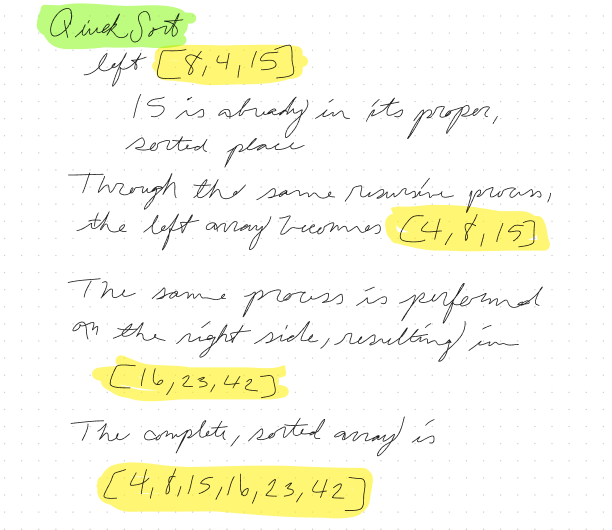 Quick Sort
left [8, 4, 15]
15 is already in its proper,
sorted place
Through the same recursive process,
the left array becomes [4, 8, 15]
The same process is performed
on the right side, resulting in
[16, 23, 42]
The complete, sorted array is
[4, 8, 15, 16, 23, 42]